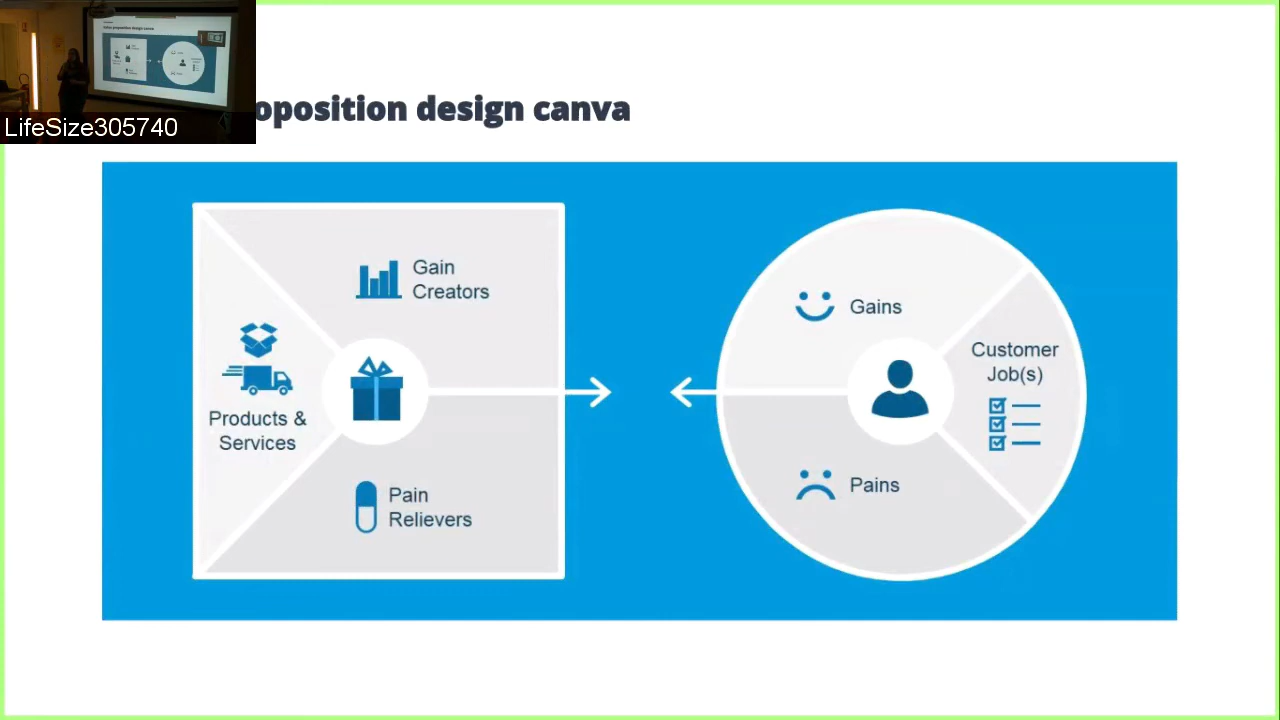 LifeSize305740
oposition design canva
Gain
Creators
Products &
Services
Pain
Relievers
Gains
Customer
Job(s)
Pains